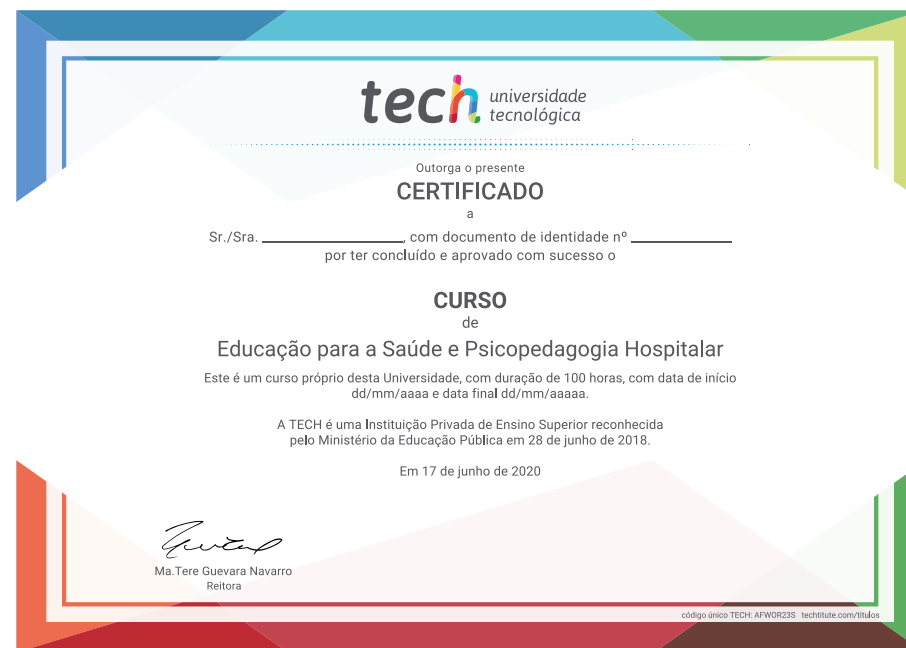 tech universidade
tecnológica
Outorga o presente
CERTIFICADO
a
Sr./Sra. ____________, com documento de identidade nº ____________
por ter concluído e aprovado com sucesso o
CURSO
de
Educação para a Saúde e Psicopedagogia Hospitalar
Este é um curso próprio desta Universidade, com duração de 100 horas, com data de início
dd/mm/aaaa e data final dd/mm/aaaaa.
A TECH é uma Instituição Privada de Ensino Superior reconhecida
pelo Ministério da Educação Pública em 28 de junho de 2018.
Em 17 de junho de 2020
Ma.Tere Guevara Navarro
Reitora
código único TECH: AFWOR23S techtitute.com/titulos